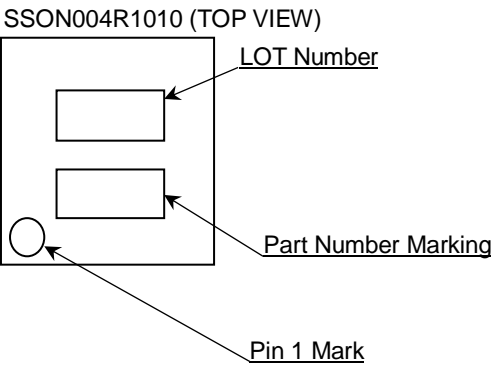 SSON004R1010 (TOP VIEW)
LOT Number
Part Number Marking
Pin 1 Mark